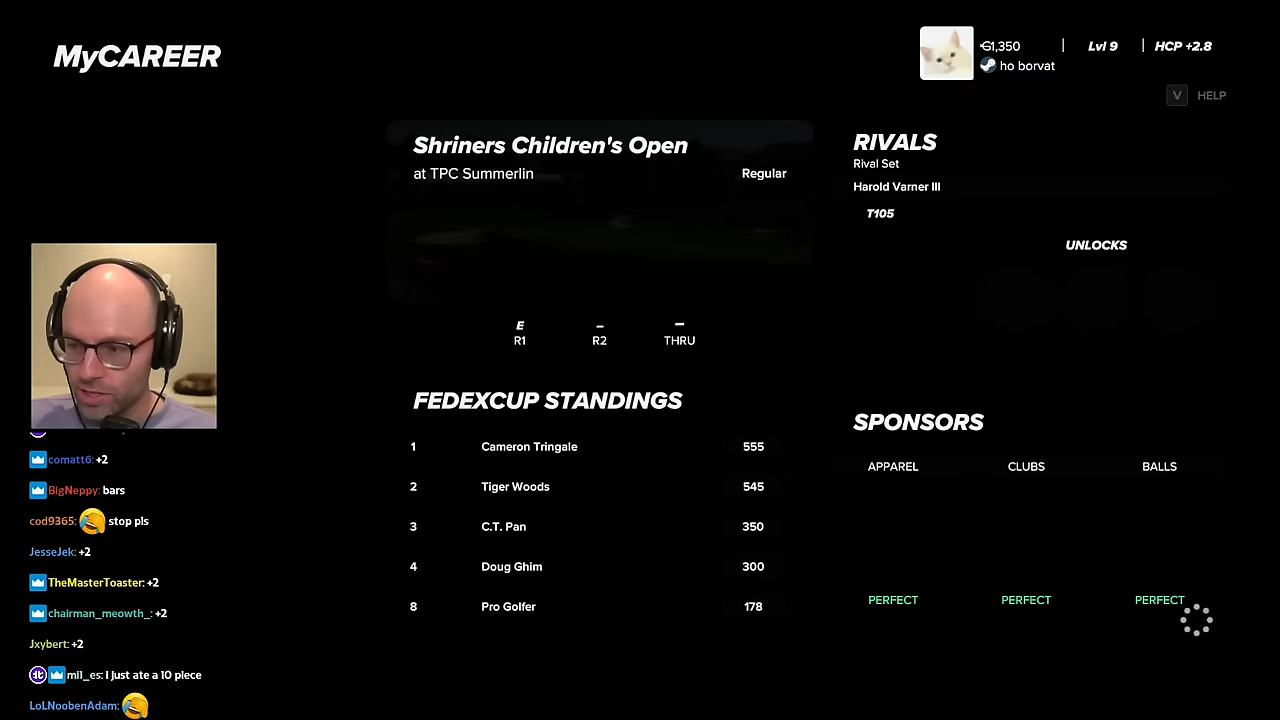 MyCAREER
G1,350
Lvl 9
HCP +2.8
ho borvat
V HELP
Shriners Children's Open
at TPC Summerlin
Regular
E
R1
–
R2
–
THRU
FEDEXCUP STANDINGS
1 Cameron Tringale 555
2 Tiger Woods 545
3 C.T. Pan 350
4 Doug Ghim 300
8 Pro Golfer 178
RIVALS
Rival Set
Harold Varner III
T105
UNLOCKS
SPONSORS
APPAREL CLUBS BALLS
PERFECT PERFECT PERFECT
comatt6: +2
BigNeppy: bars
cod9365: stop pls
JesseJek: +2
TheMasterToaster: +2
chairman_meowth_: +2
Jxybert: +2
mil_es: I just ate a 10 piece
LoLNoobenAdam: